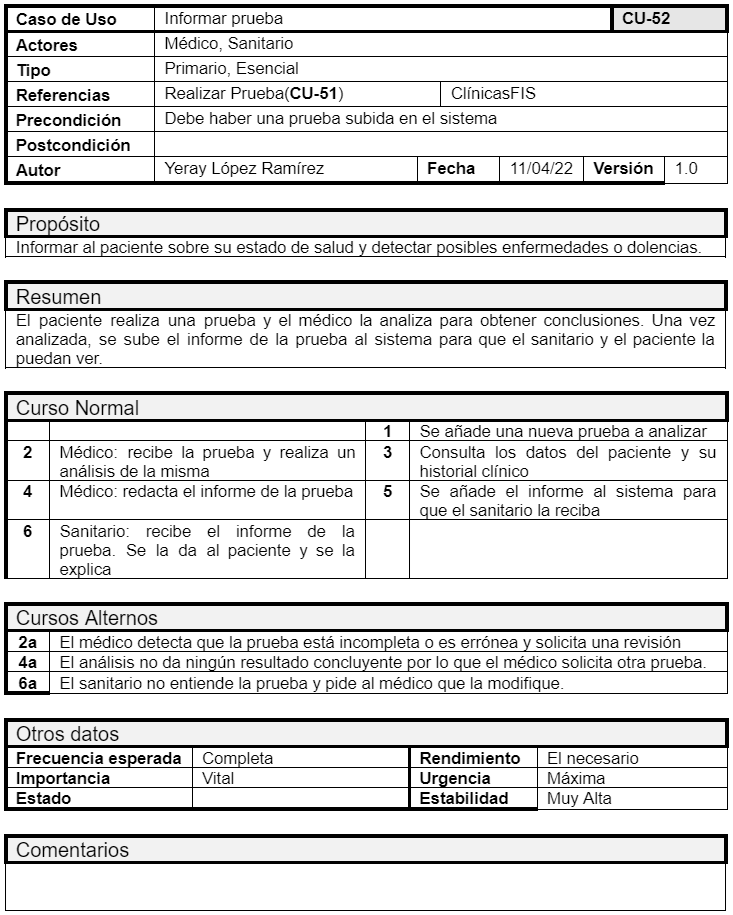 Caso de Uso Informar prueba CU-52
Actores Médico, Sanitario
Tipo Primario, Esencial
Referencias Realizar Prueba(CU-51) ClínicasFIS
Precondición Debe haber una prueba subida en el sistema
Postcondición
Autor Yeray López Ramírez Fecha 11/04/22 Versión 1.0
Propósito
Informar al paciente sobre su estado de salud y detectar posibles enfermedades o dolencias.
Resumen
El paciente realiza una prueba y el médico la analiza para obtener conclusiones. Una vez
analizada, se sube el informe de la prueba al sistema para que el sanitario y el paciente la
puedan ver.
Curso Normal
1 Se añade una nueva prueba a analizar
2 Médico: recibe la prueba y realiza un
análisis de la misma
3 Consulta los datos del paciente y su
historial clínico
4 Médico: redacta el informe de la prueba
5 Se añade el informe al sistema para
que el sanitario la reciba
6 Sanitario: recibe el informe de la
prueba. Se la da al paciente y se la
explica
Cursos Alternos
2a El médico detecta que la prueba está incompleta o es errónea y solicita una revisión
4a El análisis no da ningún resultado concluyente por lo que el médico solicita otra prueba.
6a El sanitario no entiende la prueba y pide al médico que la modifique.
Otros datos
Frecuencia esperada Completa Rendimiento El necesario
Importancia Vital Urgencia Máxima
Estado Estabilidad Muy Alta
Comentarios